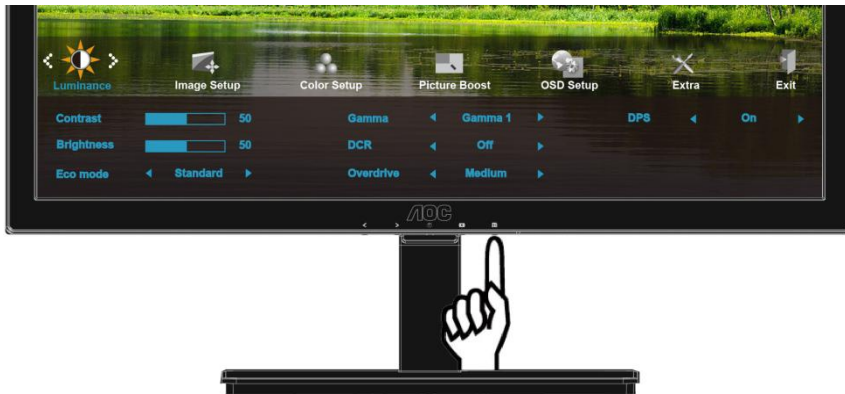 Luminance Image Setup Color Setup Picture Boost OSD Setup Extra Exit
Contrast 50 Gamma Gamma 1 DPS On
Brightness 50 DCR Off
Eco mode Standard Overdrive Medium
AOC